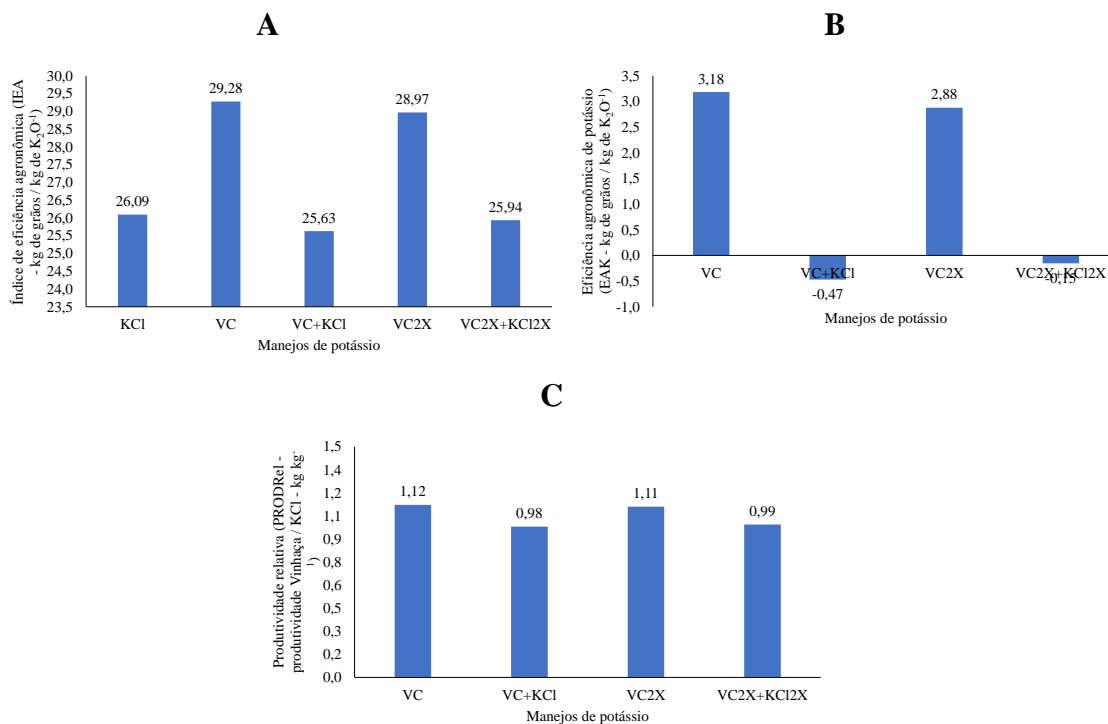 A
Índice de eficiência agronômica (IEA
- kg de grãos / kg de K₂O⁻¹)
30,0
29,5
29,0
28,5
28,0
27,5
27,0
26,5
26,0
25,5
25,0
24,5
24,0
23,5
26,09
29,28
25,63
28,97
25,94
KCl
VC
VC+KCl
VC2X
VC2X+KCl2X
Manejos de potássio
B
Eficiência agronômica de potássio
(EAK - kg de grãos / kg de K₂O⁻¹)
3,5
3,0
2,5
2,0
1,5
1,0
0,5
0,0
-0,5
-1,0
3,18
-0,47
2,88
-0,15
VC
VC+KCl
VC2X
VC2X+KCl2X
Manejos de potássio
C
Produtividade relativa (PRODRel -
produtividade Vinhaça / KCl - kg kg⁻
¹)
1,5
1,4
1,2
1,1
0,9
0,8
0,6
0,5
0,3
0,2
0,0
1,12
0,98
1,11
0,99
VC
VC+KCl
VC2X
VC2X+KCl2X
Manejos de potássio